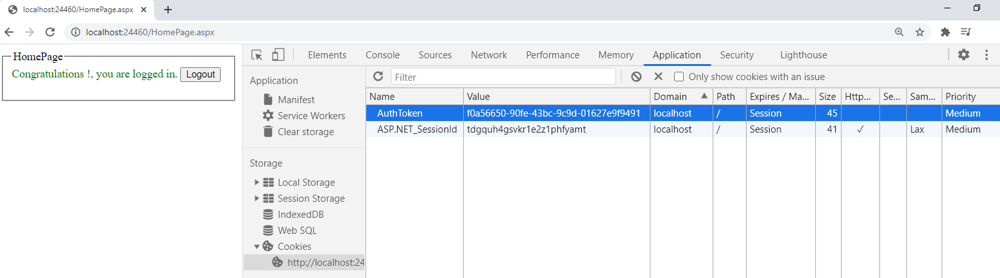 localhost:24460/HomePage.aspx
localhost:24460/HomePage.aspx
HomePage
Congratulations !, you are logged in. Logout
Elements Console Sources Network Performance Memory Application Security Lighthouse
Application
Manifest
Service Workers
Clear storage
Storage
Local Storage
Session Storage
IndexedDB
Web SQL
Cookies
http://localhost:24
Filter Only show cookies with an issue
Name Value Domain Path Expires / Ma... Size Http... Se... Sam... Priority
AuthToken f0a56650-90fe-43bc-9c9d-01627e9f9491 localhost / Session 45 Medium
ASP.NET_SessionId tdgquh4gsvkr1e2z1phfyamt localhost / Session 41 ✓ Lax Medium